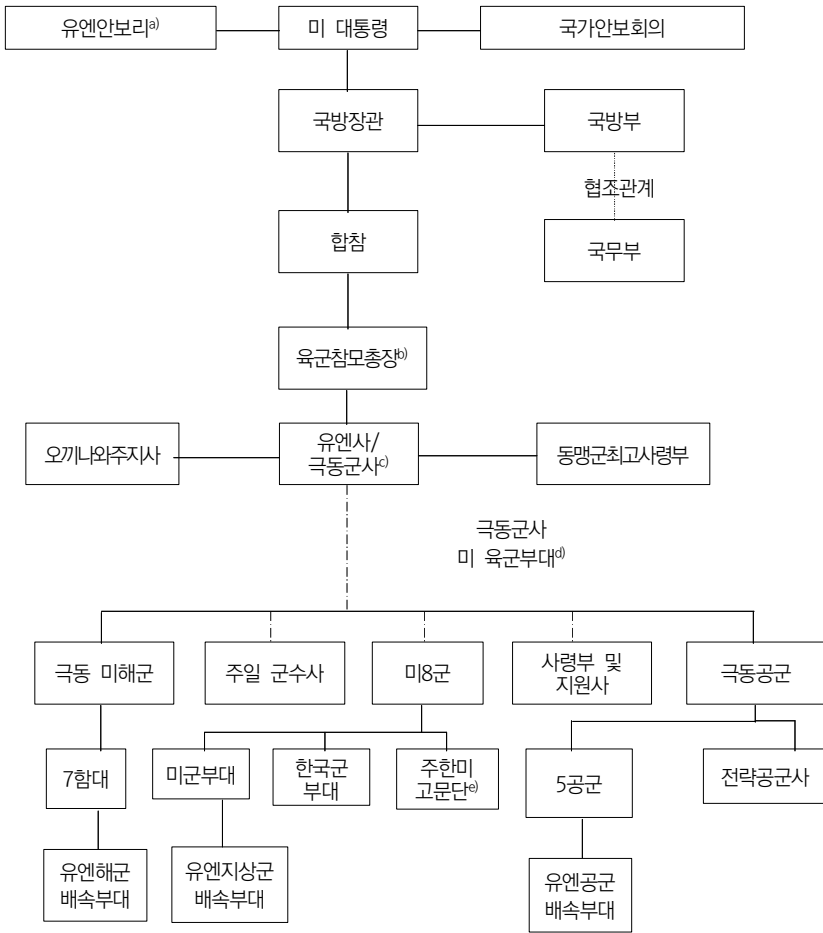 유엔안보리a)
미 대통령
국가안보회의
국방장관
국방부
협조관계
합참
국무부
육군참모총장b)
오끼나와주지사
유엔사/
극동군사c)
동맹군최고사령부
극동군사
미 육군부대d)
극동 미해군
주일 군수사
미8군
사령부 및
지원사
극동공군
7함대
미군부대
한국군
부대
주한미
고문단e)
5공군
전략공군사
유엔해군
배속부대
유엔지상군
배속부대
유엔공군
배속부대